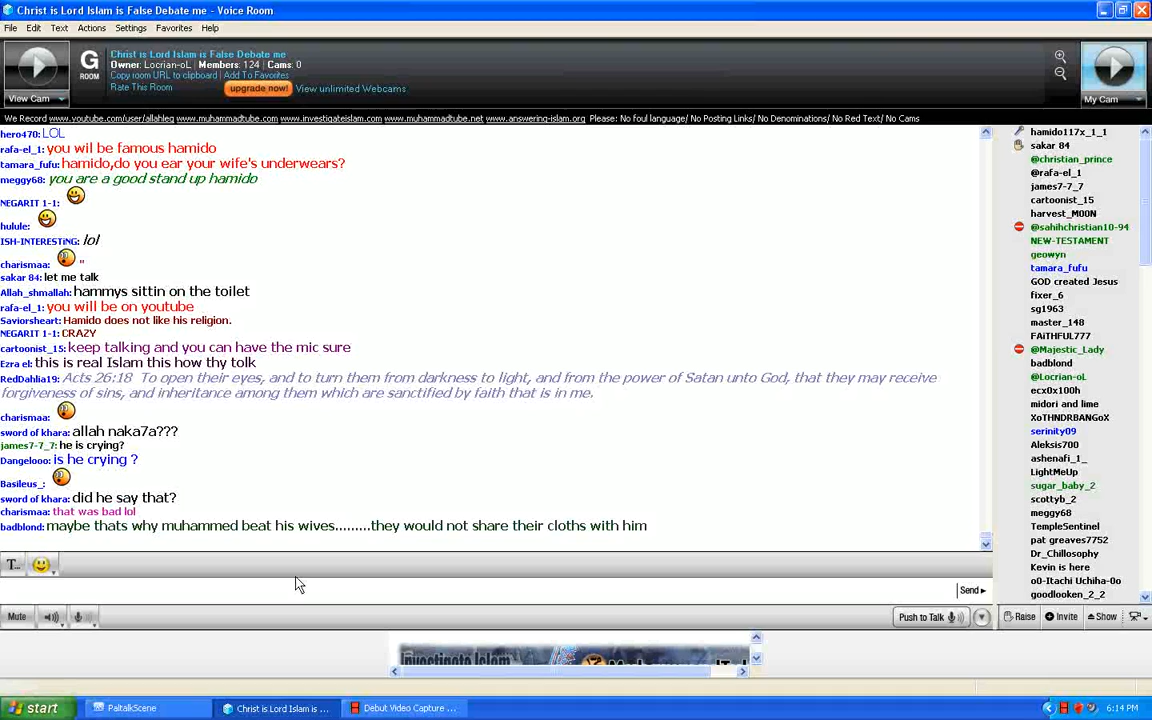 Christ is Lord Islam is False Debate me - Voice Room
File Edit Text Actions Settings Favorites Help
Christ is Lord Islam is False Debate me
G Owner: Locrian-oL | Members: 124 | Cams: 0
ROOM Copy room URL to clipboard | Add To Favorites
Rate This Room upgrade now! View unlimited Webcams
View Cam My Cam
We Record www.youtube.com/user/allahleg www.muhammadtube.com www.investigateislam.com www.muhammadtube.net www.answering-islam.org Please: No foul language/ No Posting Links/ No Denominations/ No Red Text/ No Cams
hero470: LOL
rafa-el_1: you wil be famous hamido
tamara_fufu: hamido,do you ear your wife's underwears?
meggy68: you are a good stand up hamido
NEGARIT 1-1:
hulule:
ISH-INTERESTiNG: lol
charismaa: "
sakar 84: let me talk
Allah_shmallah: hammys sittin on the toilet
rafa-el_1: you will be on youtube
Saviorsheart: Hamido does not like his religion.
NEGARIT 1-1: CRAZY
cartoonist_15: keep talking and you can have the mic sure
Ezra el: this is real Islam this how thy tolk
RedDahlia19: Acts 26:18 To open their eyes, and to turn them from darkness to light, and from the power of Satan unto God, that they may receive
forgiveness of sins, and inheritance among them which are sanctified by faith that is in me.
charismaa:
sword of khara: allah naka7a???
james7-7_7: he is crying?
Dangelooo: is he crying ?
Basileus_:
sword of khara: did he say that?
charismaa: that was bad lol
badblond: maybe thats why muhammed beat his wives.........they would not share their cloths with him
hamido117x_1_1
sakar 84
@christian_prince
@rafa-el_1
james7-7_7
cartoonist_15
harvest_M00N
@sahihchristian10-94
NEW-TESTAMENT
geowyn
tamara_fufu
GOD created Jesus
fixer_6
sg1963
master_148
FAiTHFUL777
@Majestic_Lady
badblond
@Locrian-oL
ecx0x100h
midori and lime
XoTHNDRBANGoX
serinity09
Aleksis700
ashenafi_1_
LightMeUp
sugar_baby_2
scottyb_2
meggy68
TempleSentinel
pat greaves7752
Dr_Chillosophy
Kevin is here
o0-Itachi Uchiha-0o
goodlooken_2_2
T...
Send
Mute Push to Talk Raise Invite Show
Investigate Islam
start PaltalkScene Christ is Lord Islam is ... Debut Video Capture ... 6:14 PM